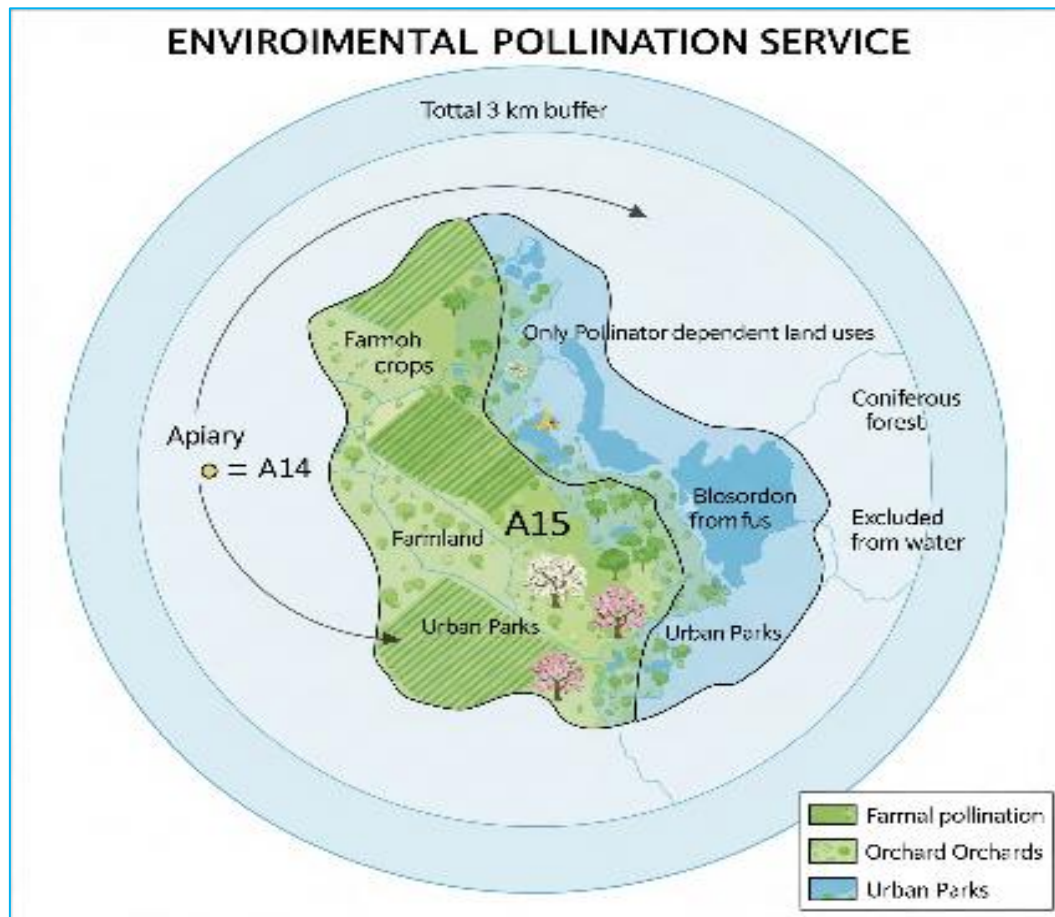 ENVIROIMENTAL POLLINATION SERVICE
Tottal 3 km buffer
Only Pollinator dependent land uses
Farmoh
crops
Coniferous
forest
Apiary
= A14
Blosordon
from fus
A15
Excluded
from water
Farmland
Urban Parks
Urban Parks
Farmal pollination
Orchard Orchards
Urban Parks